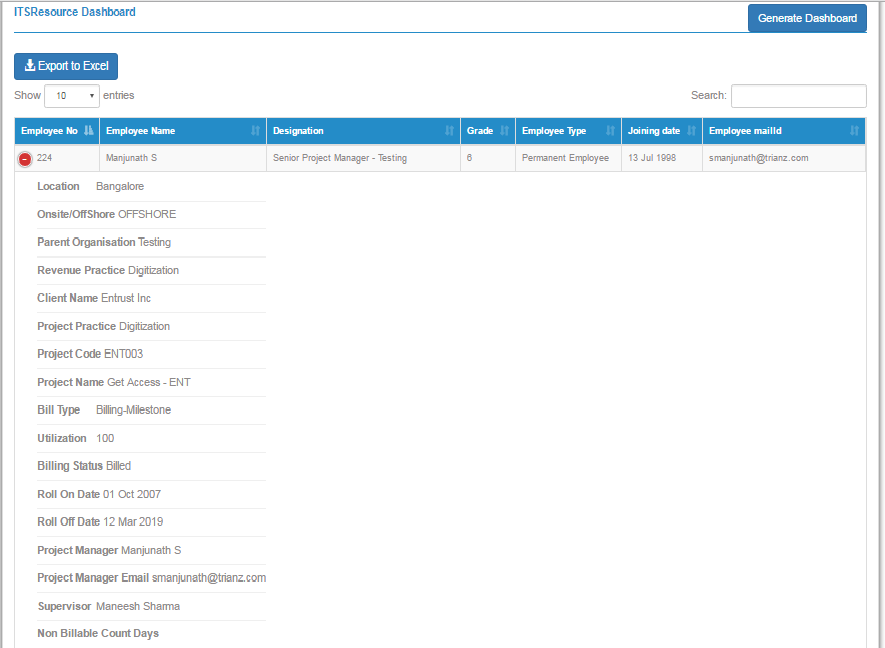 ITSResource Dashboard
Generate Dashboard
Export to Excel
Show 10 entries
Search:
Employee No Employee Name Designation Grade Employee Type Joining date Employee mailId
224 Manjunath S Senior Project Manager - Testing 6 Permanent Employee 13 Jul 1998 smanjunath@trianz.com
Location Bangalore
Onsite/OffShore OFFSHORE
Parent Organisation Testing
Revenue Practice Digitization
Client Name Entrust Inc
Project Practice Digitization
Project Code ENT003
Project Name Get Access - ENT
Bill Type Billing-Milestone
Utilization 100
Billing Status Billed
Roll On Date 01 Oct 2007
Roll Off Date 12 Mar 2019
Project Manager Manjunath S
Project Manager Email smanjunath@trianz.com
Supervisor Maneesh Sharma
Non Billable Count Days